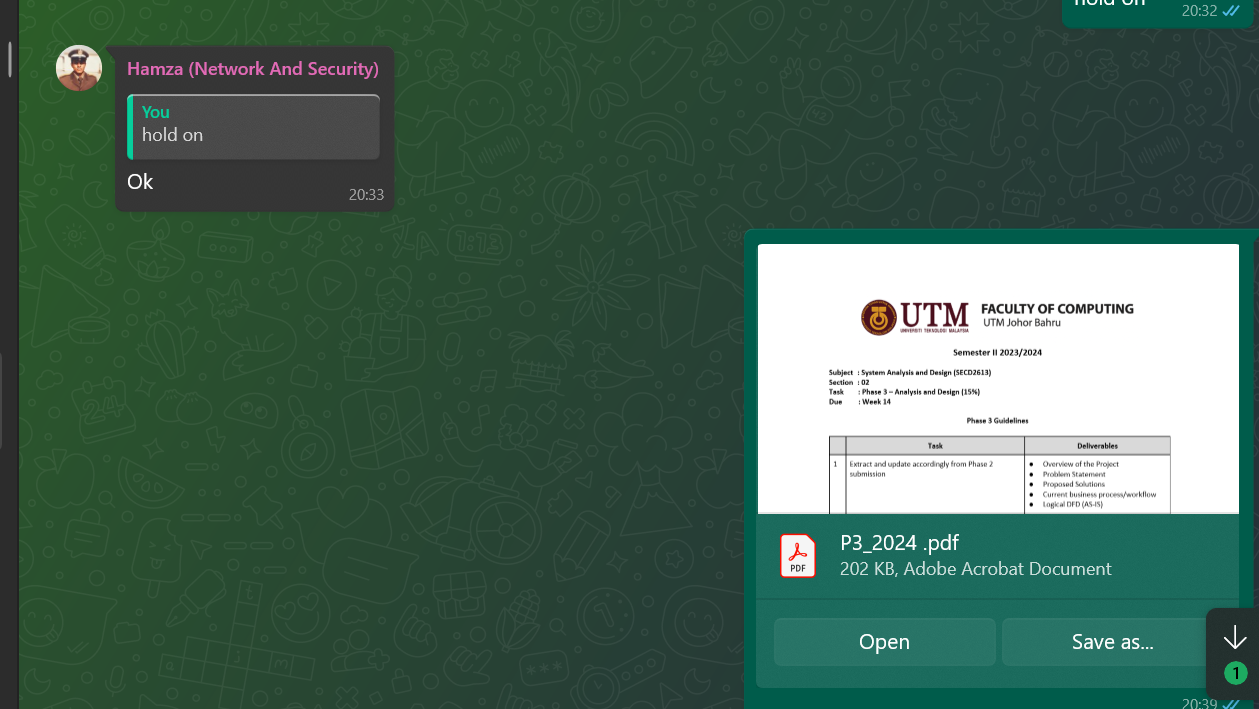 hold on
20:32
Hamza (Network And Security)
You
hold on
Ok
20:33
UTM
UNIVERSITI TEKNOLOGI MALAYSIA
FACULTY OF COMPUTING
UTM Johor Bahru
Semester II 2023/2024
Subject : System Analysis and Design (SECD2613)
Section : 02
Task : Phase 3 – Analysis and Design (15%)
Due : Week 14
Phase 3 Guidelines
Task Deliverables
1 Extract and update accordingly from Phase 2
submission
● Overview of the Project
● Problem Statement
● Proposed Solutions
● Current business process/workflow
● Logical DFD (AS-IS)
PDF
P3_2024 .pdf
202 KB, Adobe Acrobat Document
Open Save as...
1
20:39